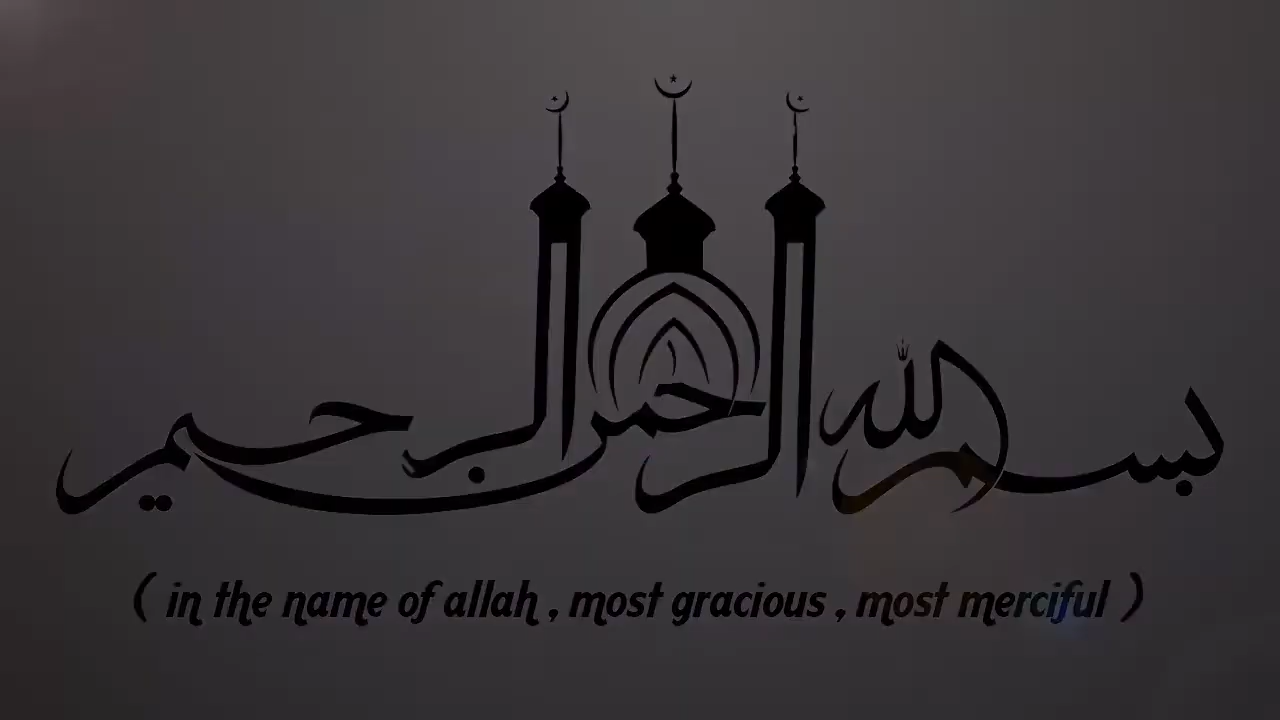 بسم الله الرحمن الرحيم
( in the name of allah , most gracious , most merciful )